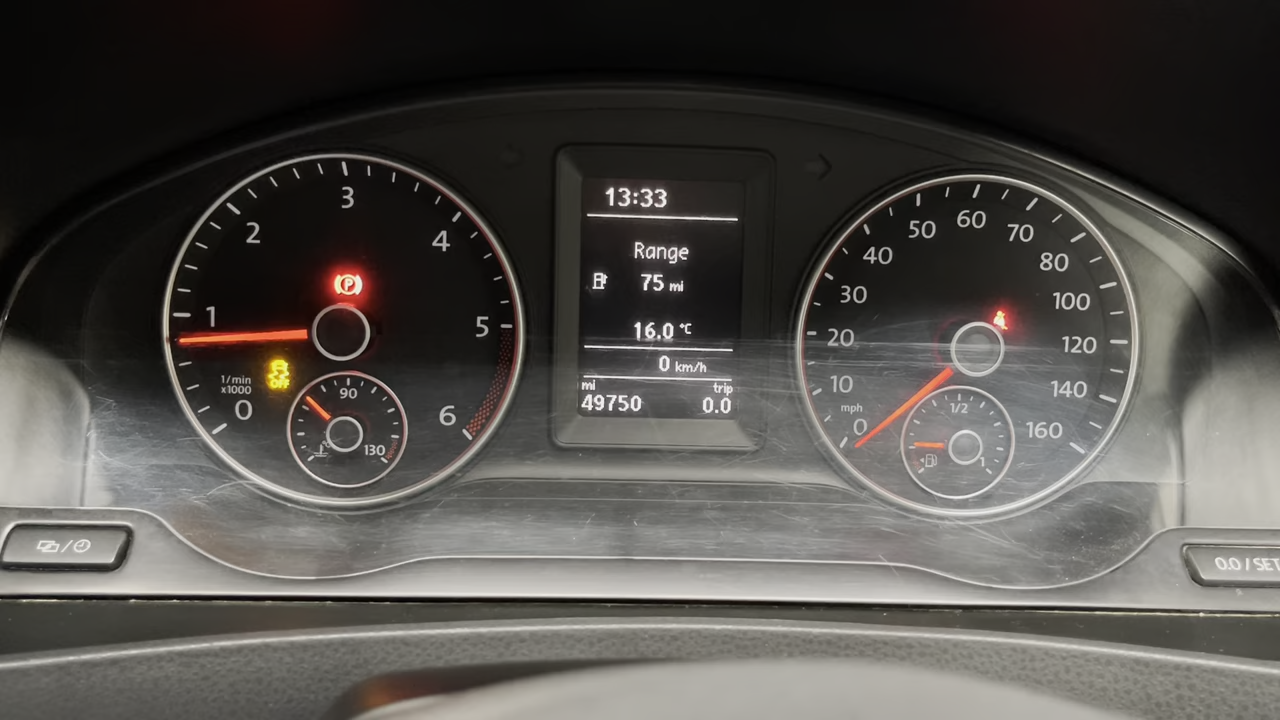 13:33
Range
75 mi
16.0 °C
0 km/h
mi
trip
49750
0.0
0
1
2
3
4
5
6
1/min
x1000
P
OFF
90
130
0
10
20
30
40
50
60
70
80
100
120
140
160
mph
1/2
1
0.0 / SET